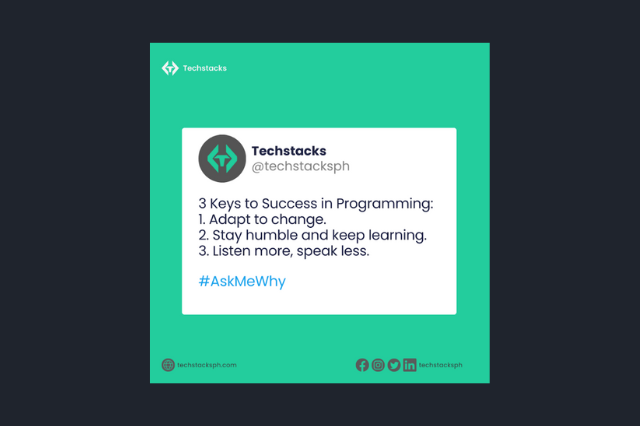 Techstacks
Techstacks
@techstacksph
3 Keys to Success in Programming:
1. Adapt to change.
2. Stay humble and keep learning.
3. Listen more, speak less.
#AskMeWhy
techstacksph.com
techstacksph